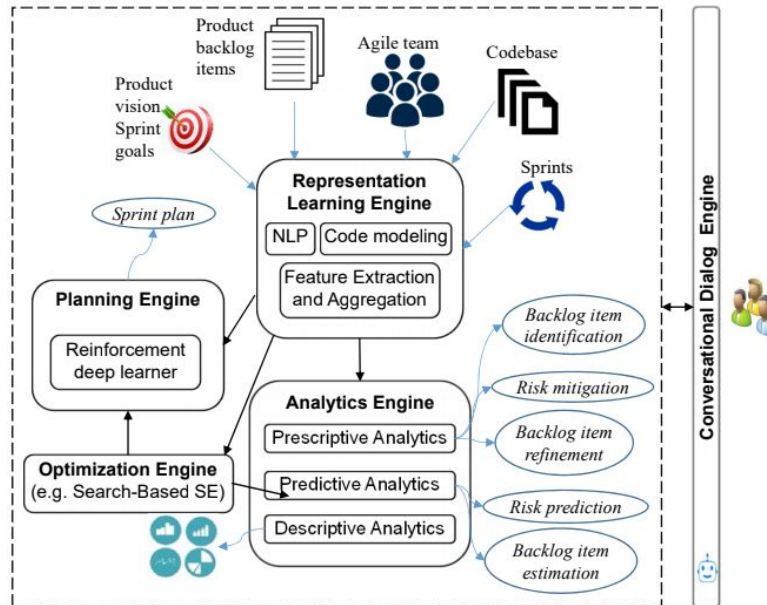 Product
backlog
items
Agile team
Codebase
Product
vision
Sprint
goals
Sprints
Representation
Learning Engine
NLP
Code modeling
Feature Extraction
and Aggregation
Sprint plan
Planning Engine
Reinforcement
deep learner
Optimization Engine
(e.g. Search-Based SE)
Analytics Engine
Prescriptive Analytics
Predictive Analytics
Descriptive Analytics
Backlog item
identification
Risk mitigation
Backlog item
refinement
Risk prediction
Backlog item
estimation
Conversational Dialog Engine